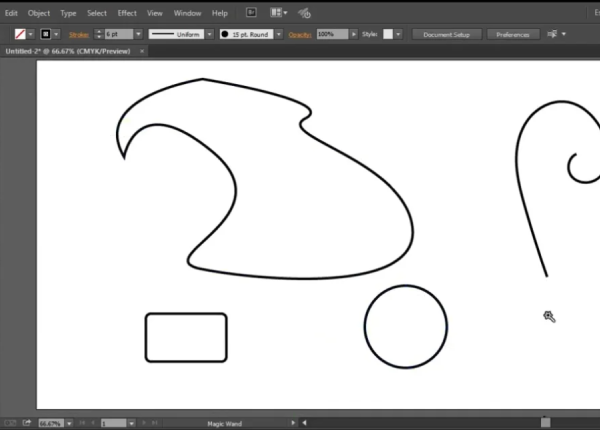 Edit Object Type Select Effect View Window Help Br E
Stroke: 6 pt Uniform 15 pt. Round Opacity: 100% Style: Document Setup Preferences
Untitled-2* @ 66.67% (CMYK/Preview) ×
66.67% 1 Magic Wand